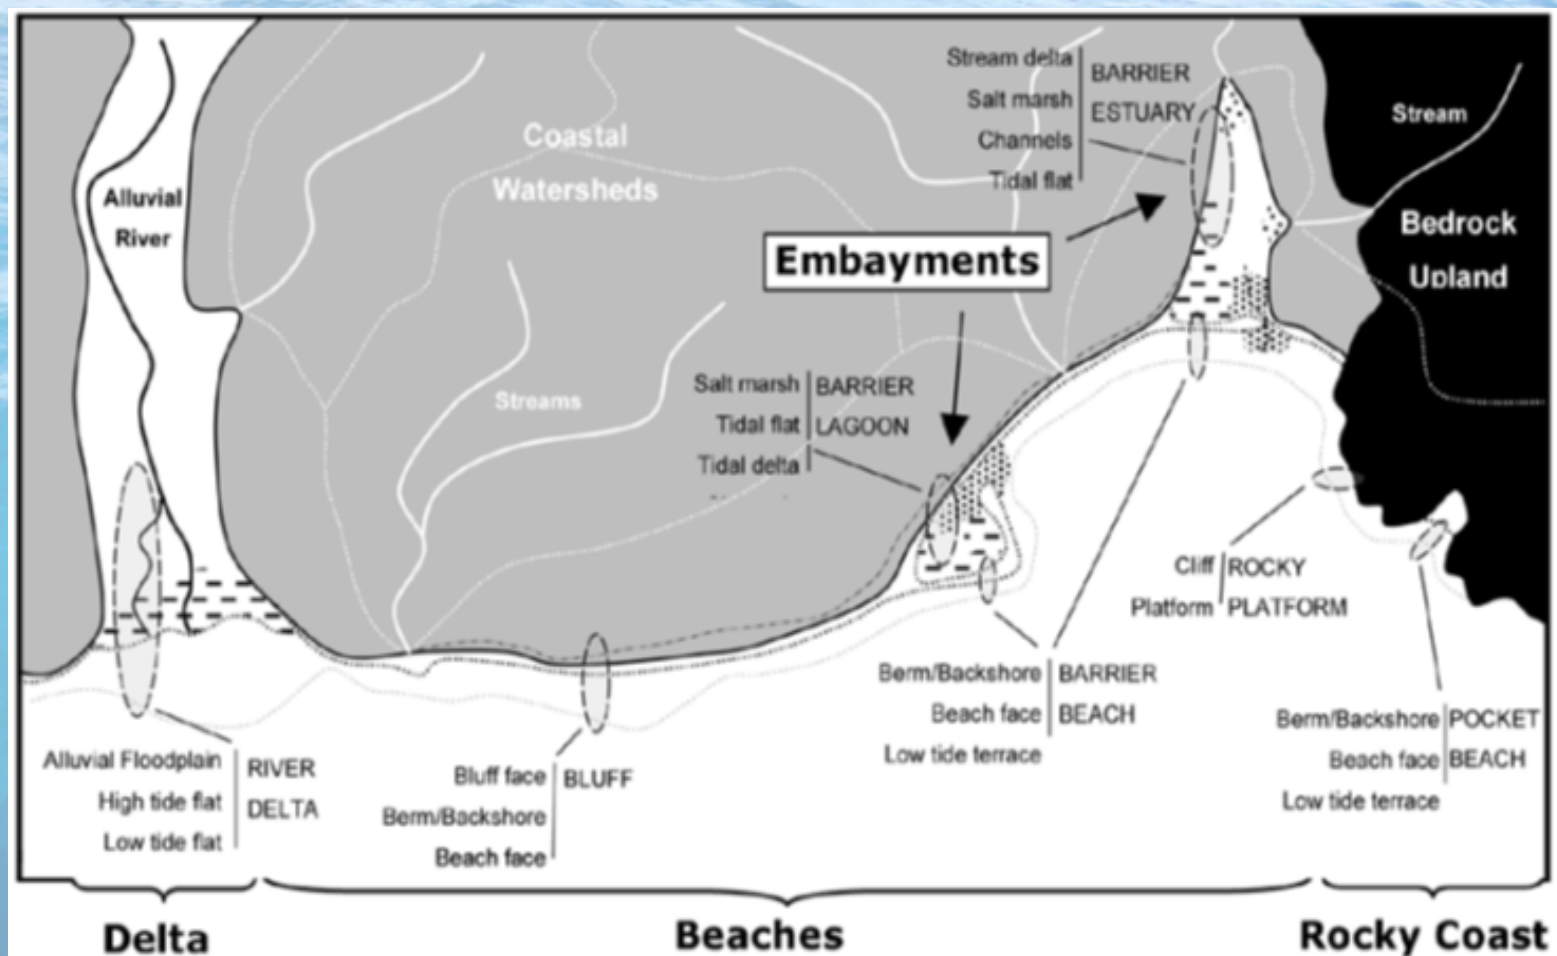 Stream delta
Salt marsh
Channels
Tidal flat
BARRIER
ESTUARY
Stream
Coastal
Watersheds
Alluvial
River
Bedrock
Upland
Embayments
Salt marsh
Tidal flat
Tidal delta
BARRIER
LAGOON
Streams
Cliff
Platform
ROCKY
PLATFORM
Berm/Backshore
Beach face
Low tide terrace
BARRIER
BEACH
Berm/Backshore
Beach face
Low tide terrace
POCKET
BEACH
Alluvial Floodplain
High tide flat
Low tide flat
RIVER
DELTA
Bluff face
Berm/Backshore
Beach face
BLUFF
Delta
Beaches
Rocky Coast